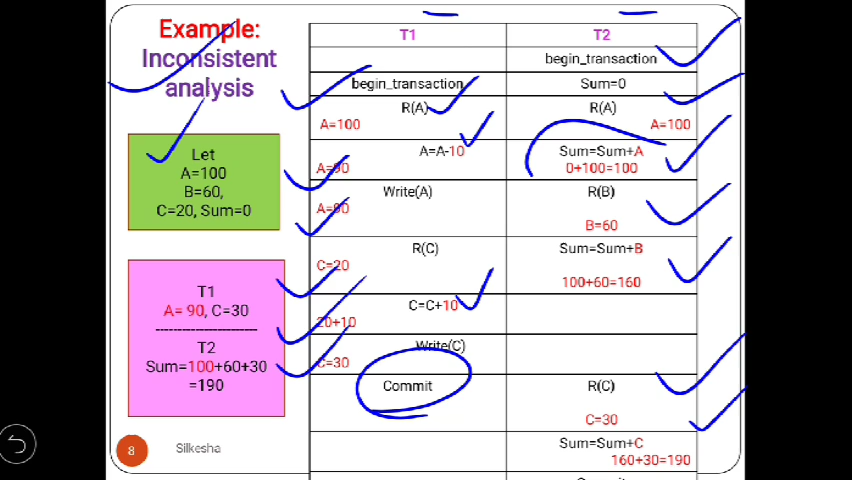 Example:
Inconsistent
analysis
Let
A=100
B=60,
C=20, Sum=0
T1
A= 90, C=30
T2
Sum=100+60+30
=190
8
Silkesha
T1 T2
begin_transaction
begin_transaction Sum=0
R(A) R(A)
A=100 A=100
A=A-10 Sum=Sum+A
A=90 0+100=100
Write(A) R(B)
A=90 B=60
R(C) Sum=Sum+B
C=20 100+60=160
C=C+10
20+10
Write(C)
C=30
Commit R(C)
C=30
Sum=Sum+C
160+30=190